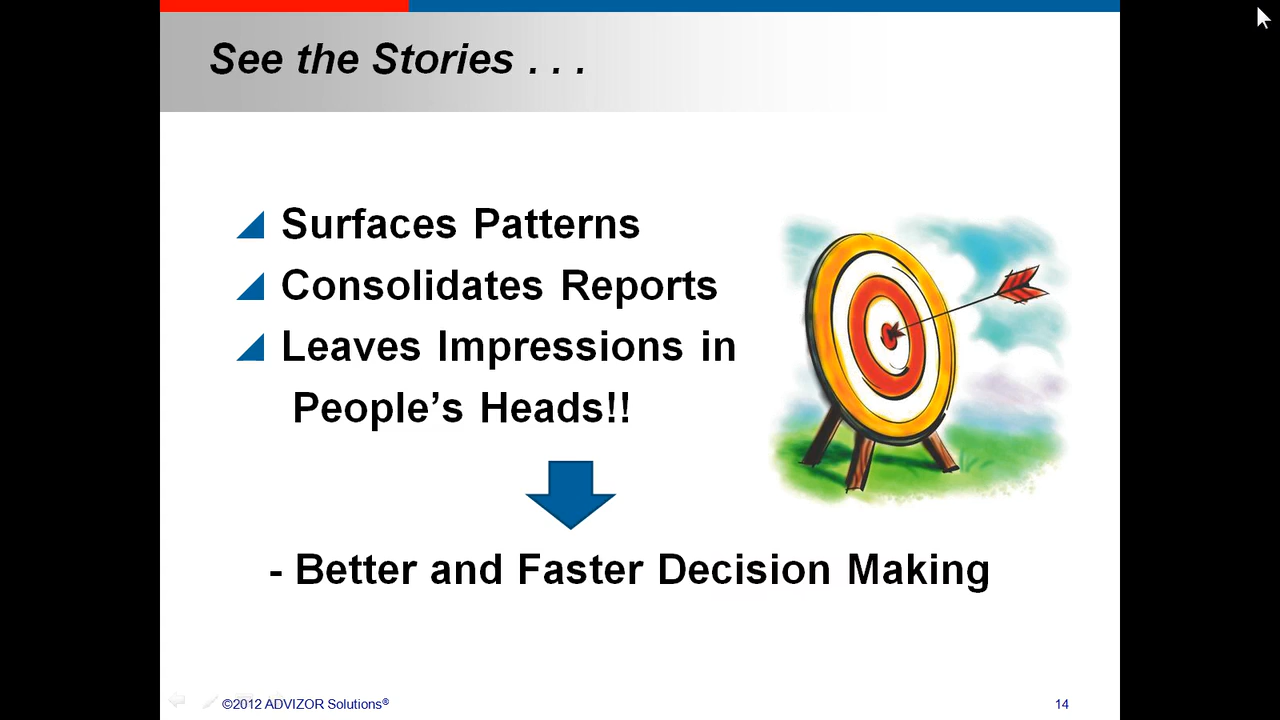 See the Stories . . .
Surfaces Patterns
Consolidates Reports
Leaves Impressions in
People’s Heads!!
- Better and Faster Decision Making
©2012 ADVIZOR Solutions®
14